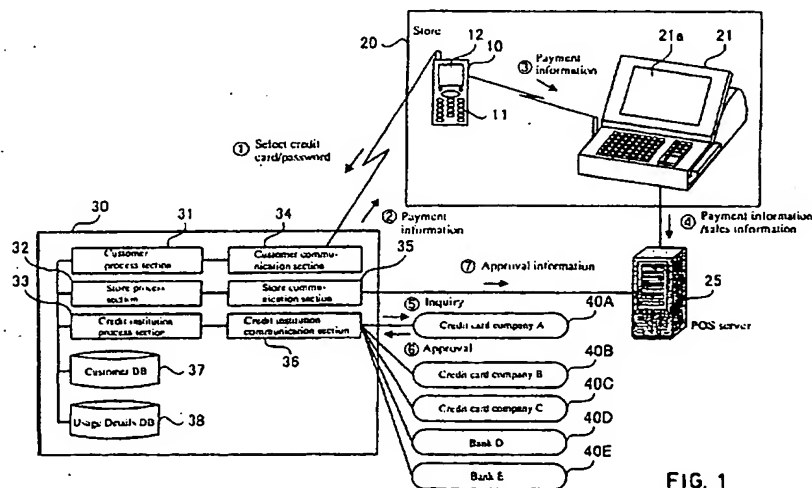 20
Store
12
10
11
③ Payment
information
21a
21
① Select credit
card/password
② Payment
information
④ Payment information
/sales information
30
31
34
32
35
33
Customer
process section
Customer commu-
nication section
Store process
section
Store commu-
nication section
Credit institution
process section
Credit institution
communication section
36
Customer DB
37
Usage Details DB
38
⑦ Approval information
25
POS server
⑤ Inquiry
40A
Credit card company A
⑥ Approval
40B
Credit card company B
40C
Credit card company C
40D
Bank D
40E
Bank E
FIG. 1